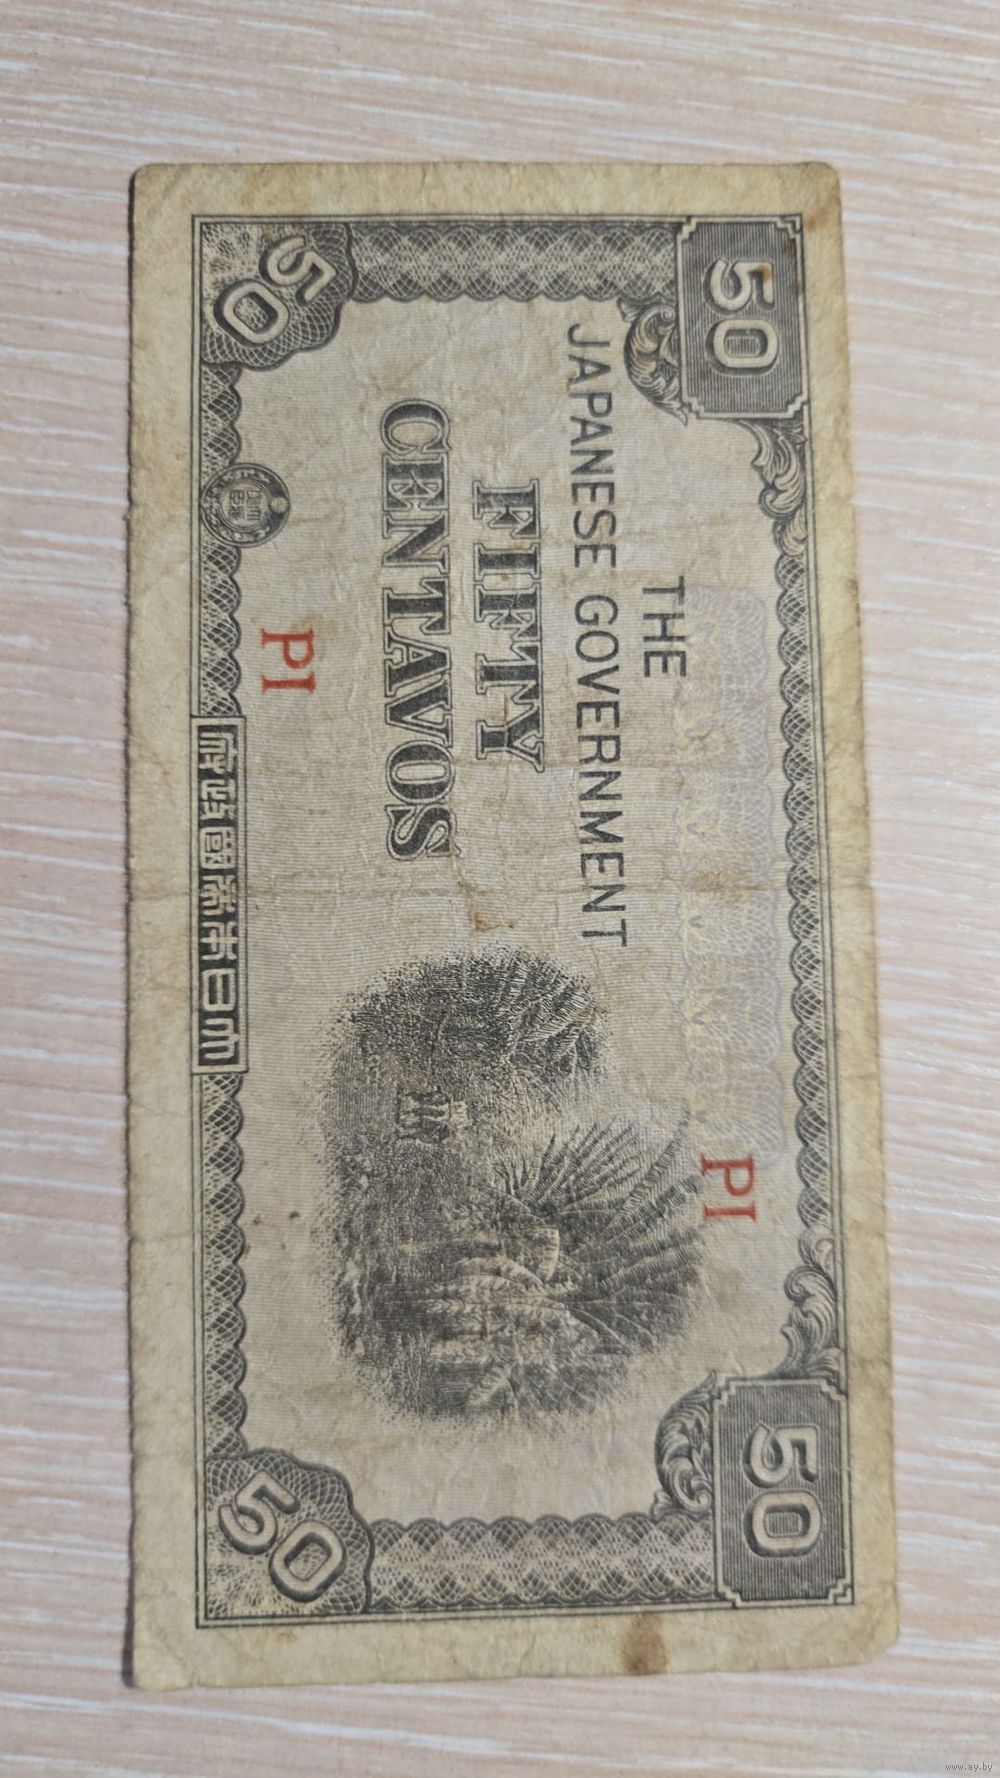 50
50
THE
JAPANESE GOVERNMENT
PI
FIFTY
CENTAVOS
PI
50
50
府政國帝本日大
www.ay.by